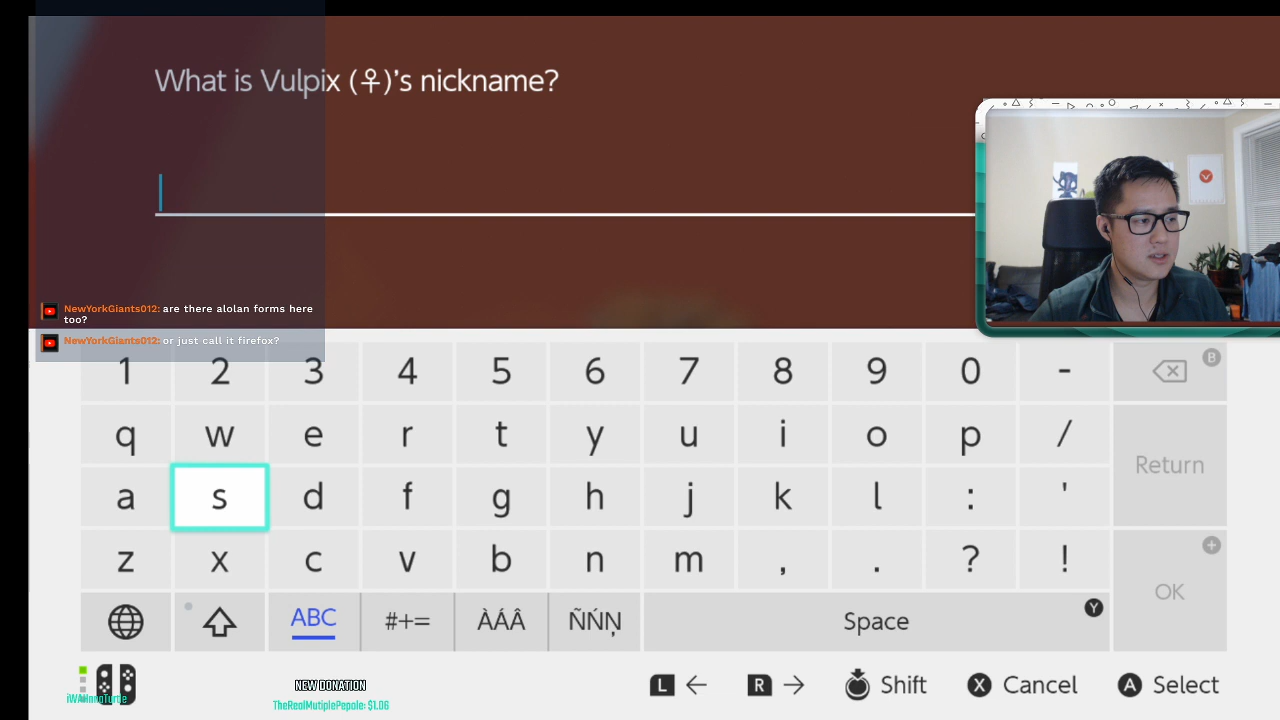 What is Vulpix (♀)'s nickname?
NewYorkGiants012: are there alolan forms here
too?
NewYorkGiants012: or just call it firefox?
1 2 3 4 5 6 7 8 9 0 -
B
q w e r t y u i o p /
Return
a s d f g h j k l : '
z x c v b n m , . ? !
+
OK
ABC #+= ÀÁÂ ÑŃŅ Space Y
L ← R → Shift X Cancel A Select
NEW DONATION
TheRealMutiplePepole: $1.06